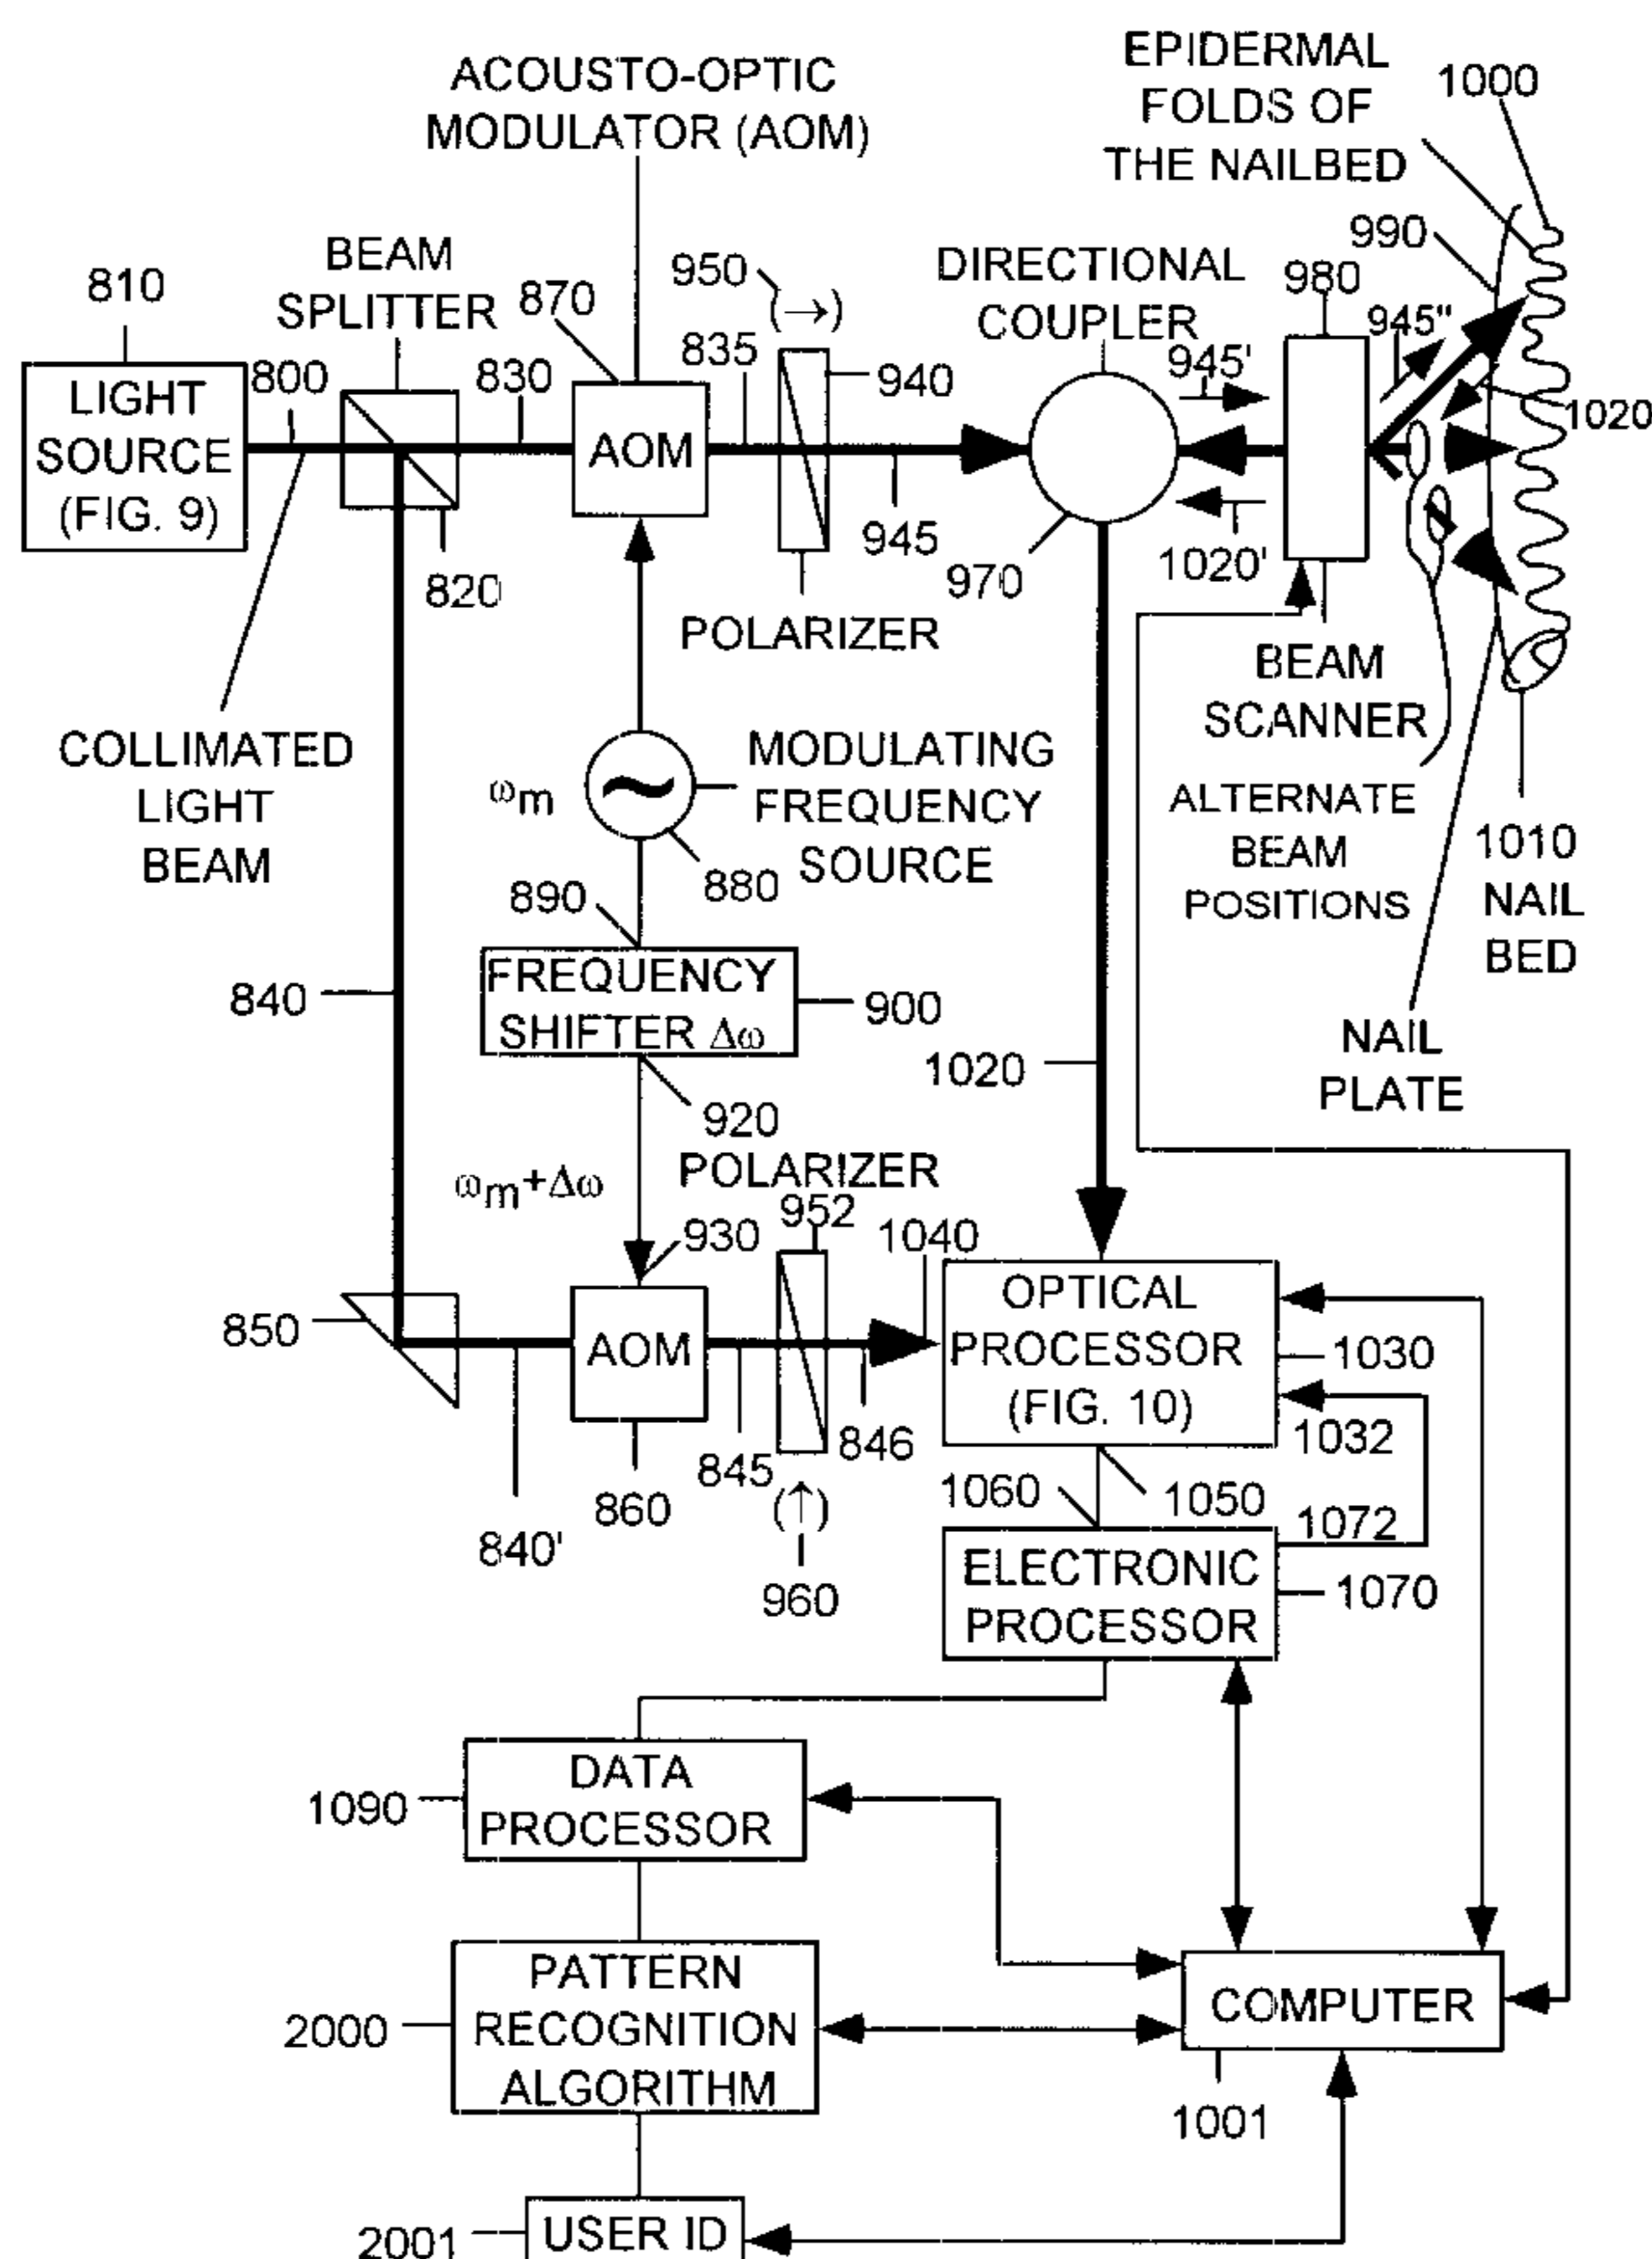 EPIDERMAL
FOLDS OF
THE NAILBED
1000
ACOUSTO-OPTIC
MODULATOR (AOM)
990
810
BEAM
SPLITTER
870
950
(→)
DIRECTIONAL
COUPLER
980
945"
LIGHT
SOURCE
(FIG. 9)
800
830
AOM
835
940
945'
1020
820
945
970
1020'
POLARIZER
BEAM
SCANNER
COLLIMATED
LIGHT
BEAM
ωm
MODULATING
FREQUENCY
SOURCE
880
ALTERNATE
BEAM
POSITIONS
1010
NAIL
BED
890
840
FREQUENCY
SHIFTER Δω
900
1020
NAIL
PLATE
920
ωm+Δω
POLARIZER
952
930
1040
850
AOM
OPTICAL
PROCESSOR
(FIG. 10)
1030
1032
840'
860
845
846
(↑)
960
1060
1050
1072
ELECTRONIC
PROCESSOR
1070
1090
DATA
PROCESSOR
2000
PATTERN
RECOGNITION
ALGORITHM
COMPUTER
1001
2001
USER ID